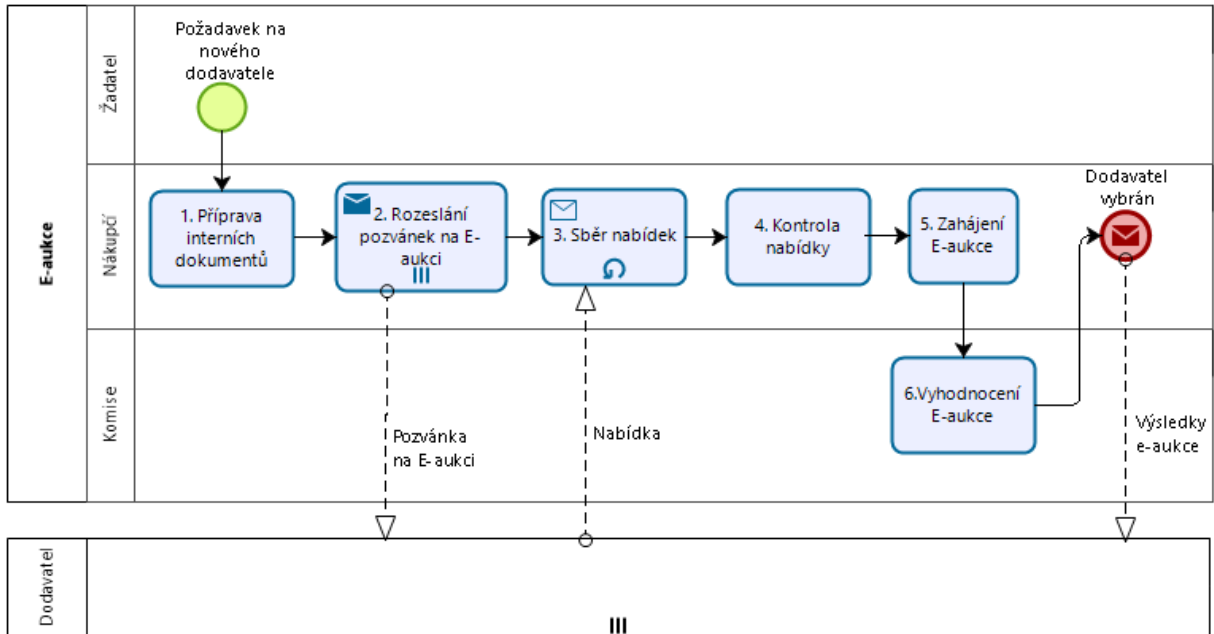 E-aukce
Žadatel
Požadavek na
nového
dodavatele
Nákupčí
1. Příprava
interních
dokumentů
2. Rozeslání
pozvánek na E-
aukci
3. Sběr nabídek
4. Kontrola
nabídky
5. Zahájení
E-aukce
Dodavatel
vybrán
Komise
6.Vyhodnocení
E-aukce
Pozvánka
na E-aukci
Nabídka
Výsledky
e-aukce
Dodavatel